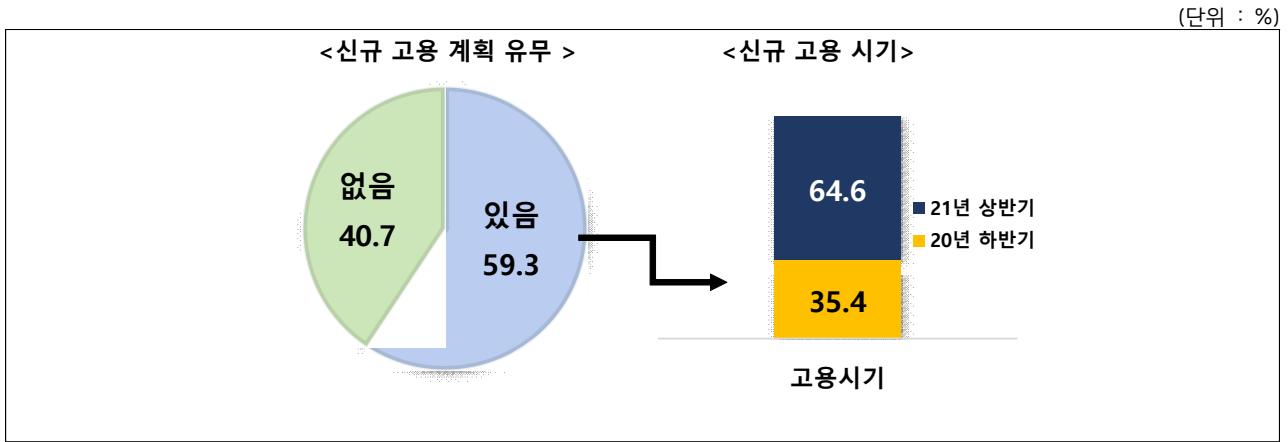 (단위 : %)
<신규 고용 계획 유무 >
<신규 고용 시기>
없음
40.7
있음
59.3
64.6
35.4
21년 상반기
20년 하반기
고용시기